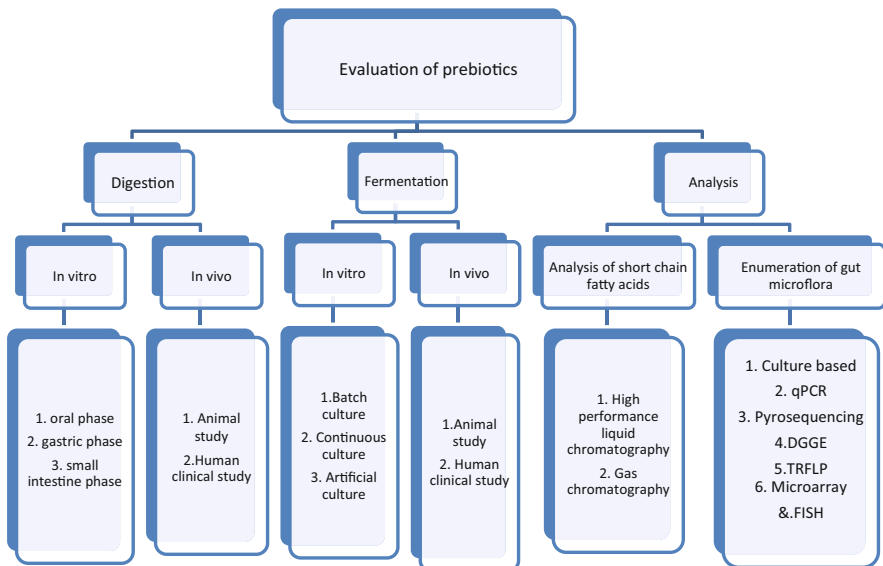 Evaluation of prebiotics
Digestion
Fermentation
Analysis
In vitro
In vivo
In vitro
In vivo
Analysis of short chain
fatty acids
Enumeration of gut
microflora
1. oral phase
2. gastric phase
3. small
intestine phase
1. Animal
study
2.Human
clinical study
1.Batch
culture
2. Continuous
culture
3. Artificial
culture
1.Animal
study
2. Human
clinical study
1. High
performance
liquid
chromatography
2. Gas
chromatography
1. Culture based
2. qPCR
3. Pyrosequencing
4.DGGE
5.TRFLP
6. Microarray
&.FISH